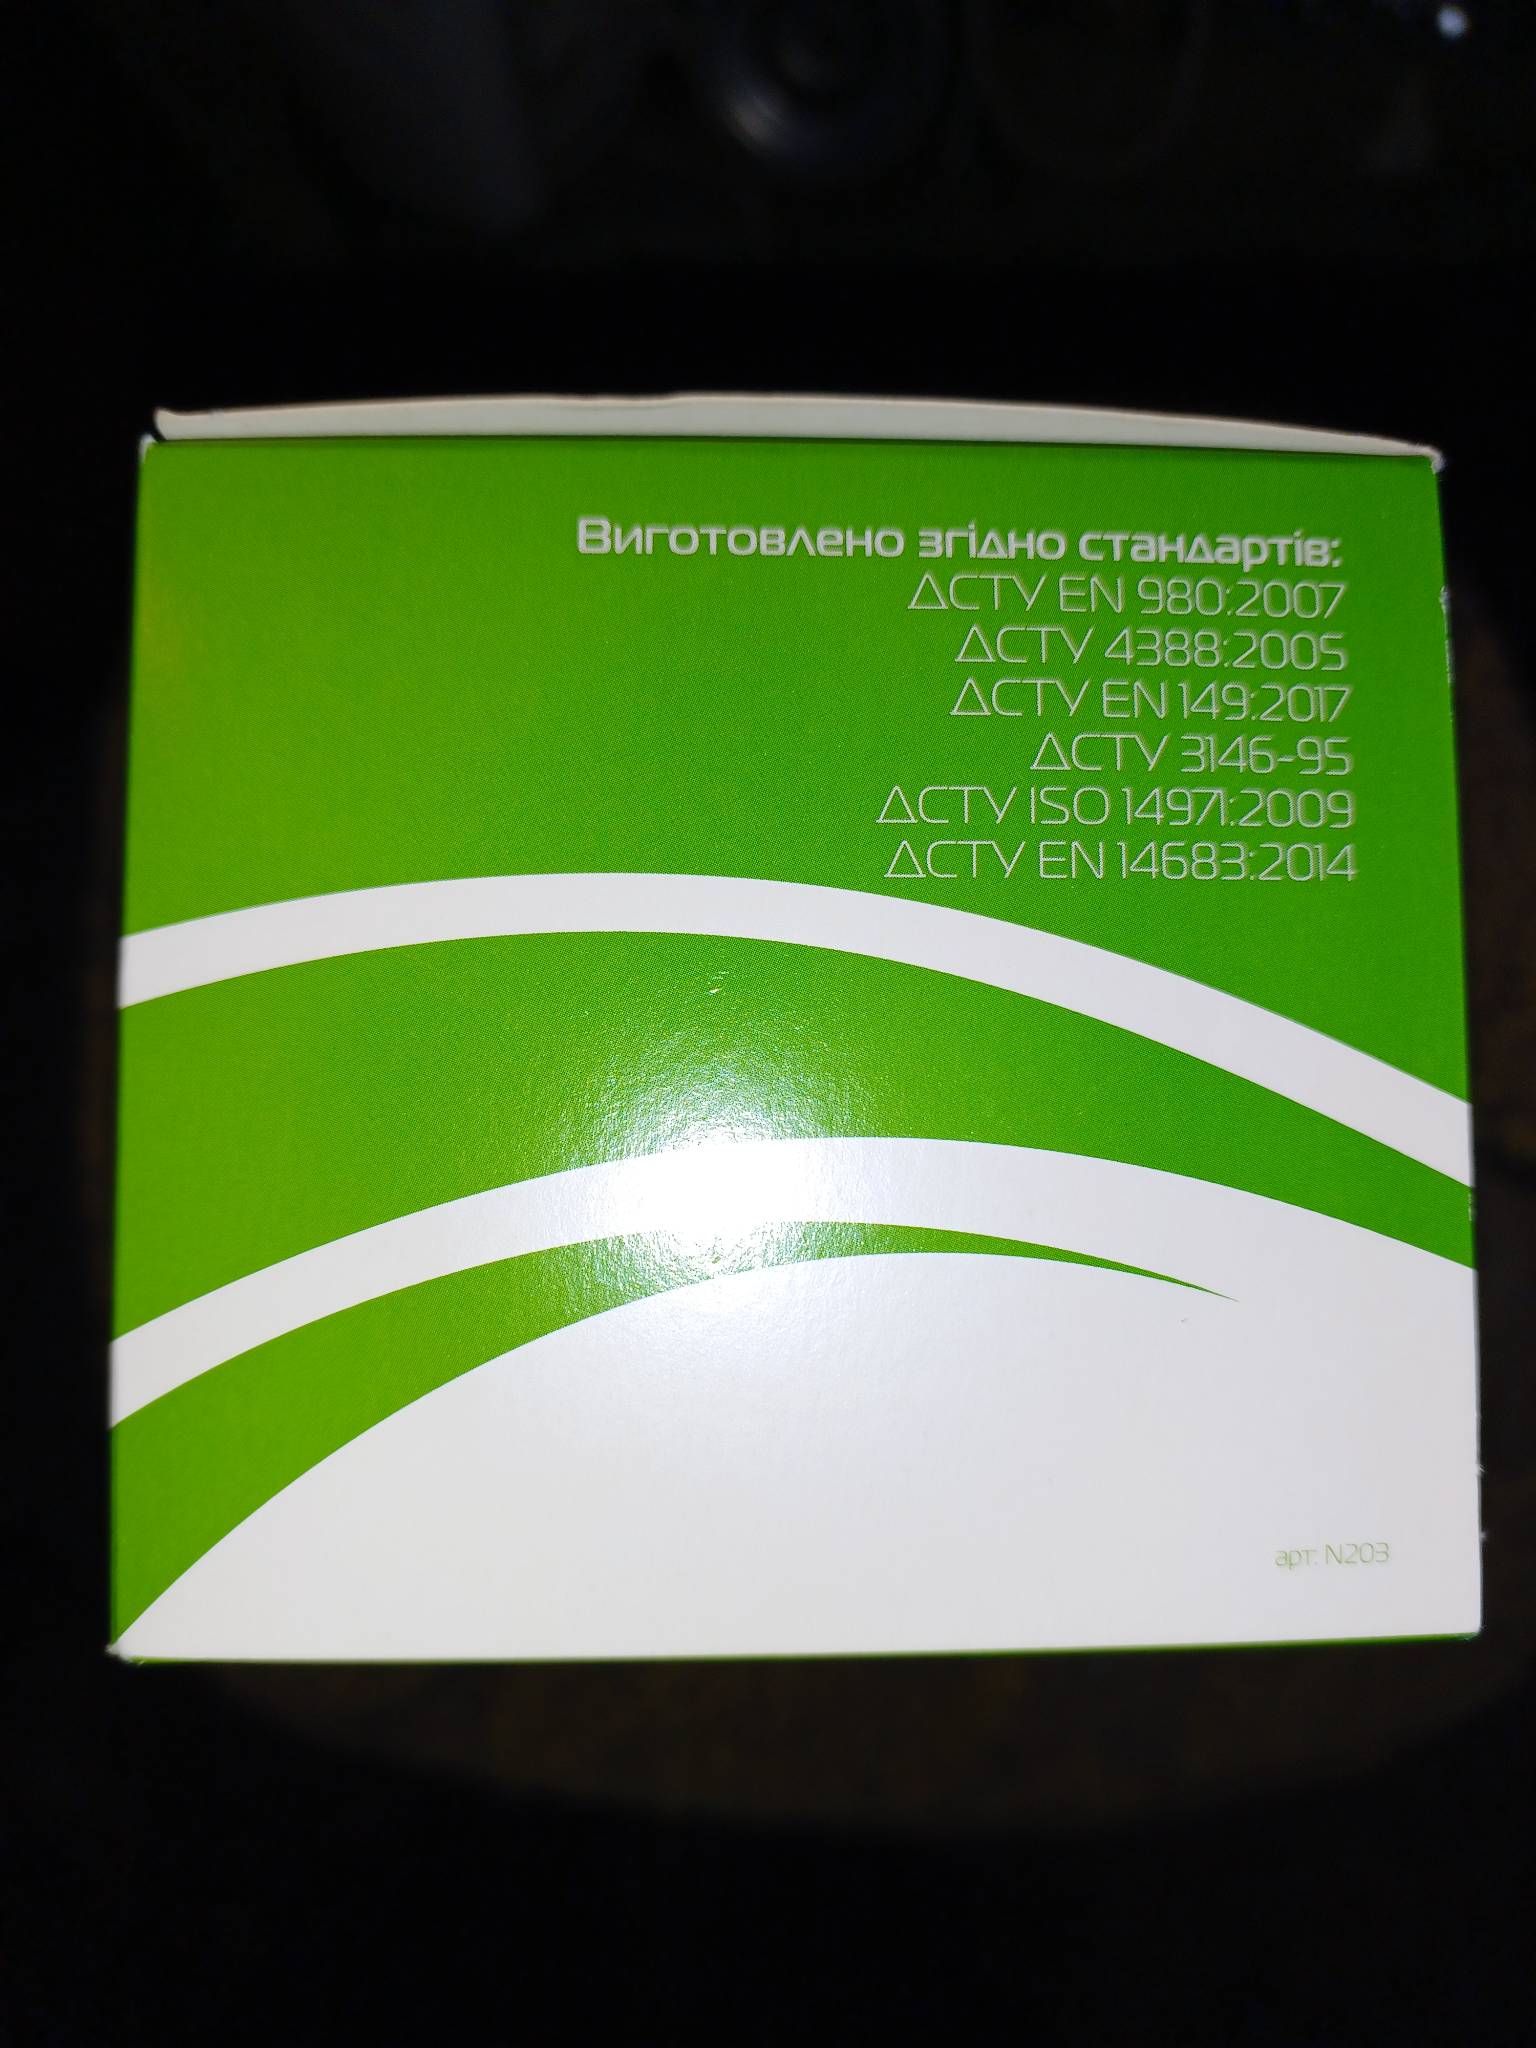 Виготовлено згідно стандартів:
ДСТУ EN 980:2007
ДСТУ 4388:2005
ДСТУ EN 149:2017
ДСТУ 3146-95
ДСТУ ISO 14971:2009
ДСТУ EN 14683:2014
арт: N203